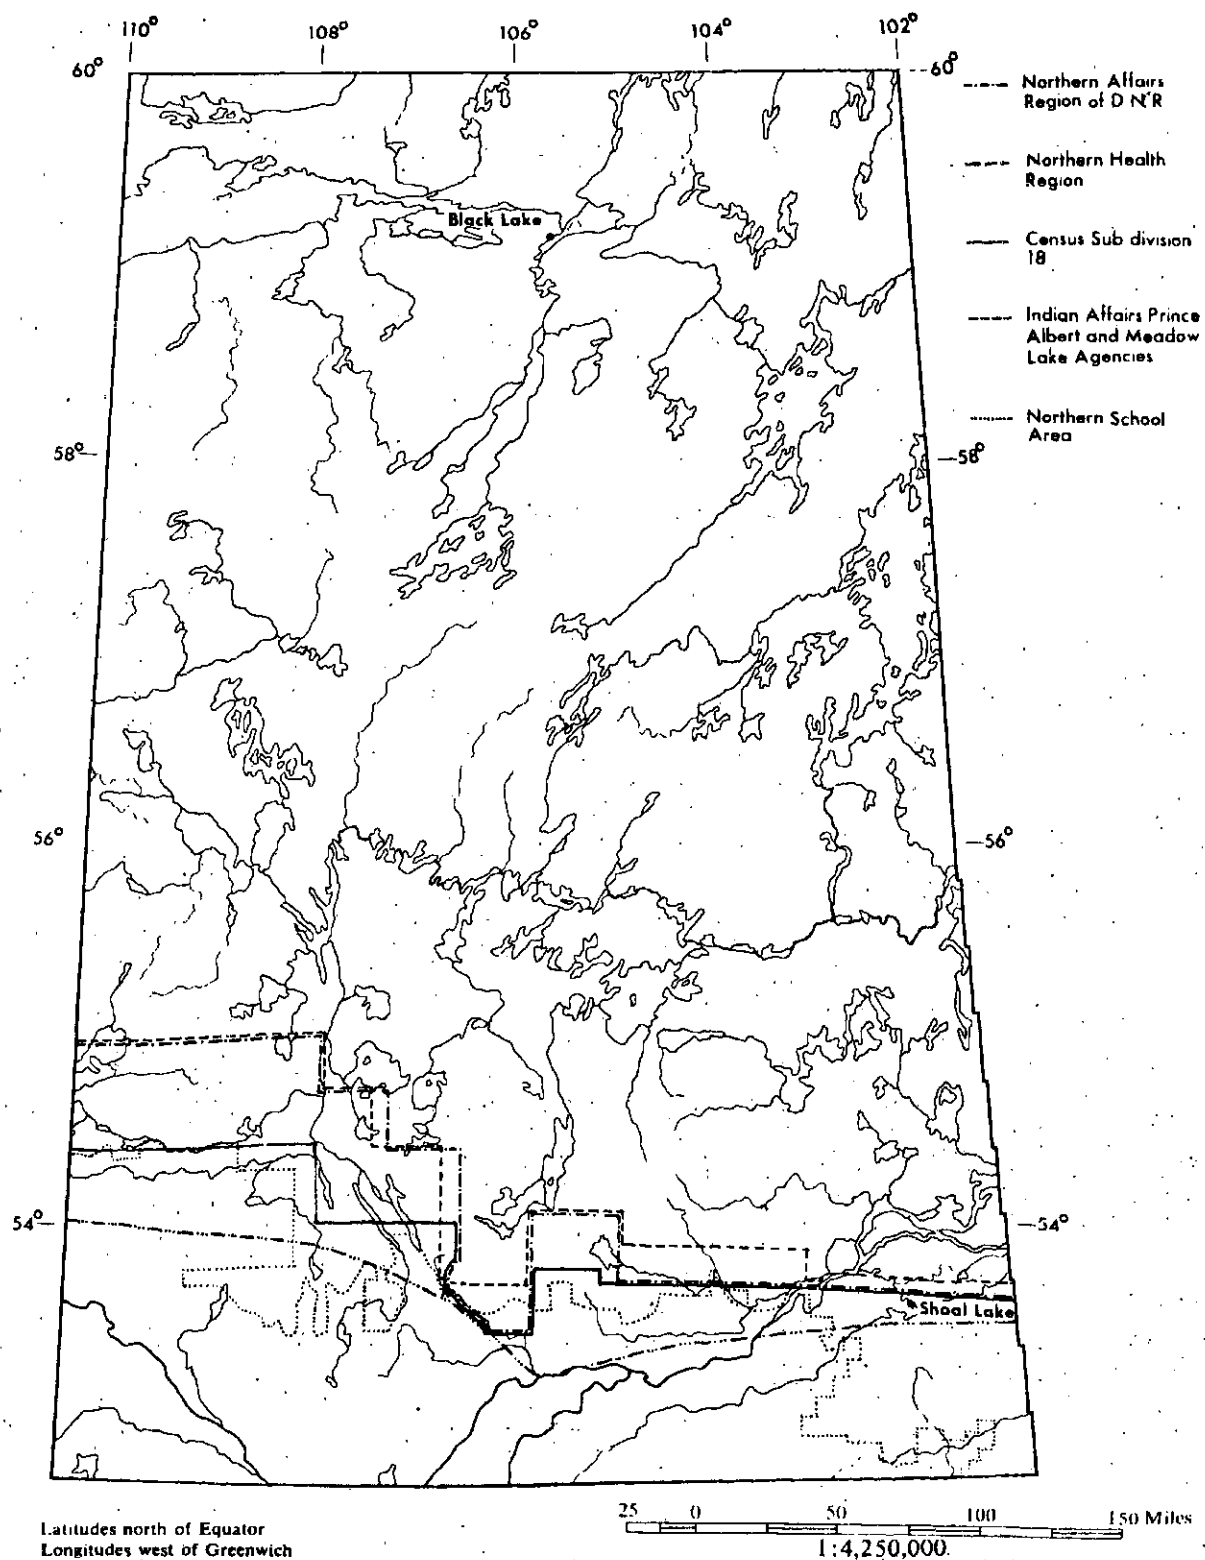 110°
108°
106°
104°
102°
60°
60°
Northern Affairs
Region of D N'R
Northern Health
Region
Black Lake
Census Sub division
18
Indian Affairs Prince
Albert and Meadow
Lake Agencies
Northern School
Area
58°
58°
56°
56°
54°
54°
Shoal Lake
Latitudes north of Equator
Longitudes west of Greenwich
25 0 50 100 150 Miles
1:4,250,000